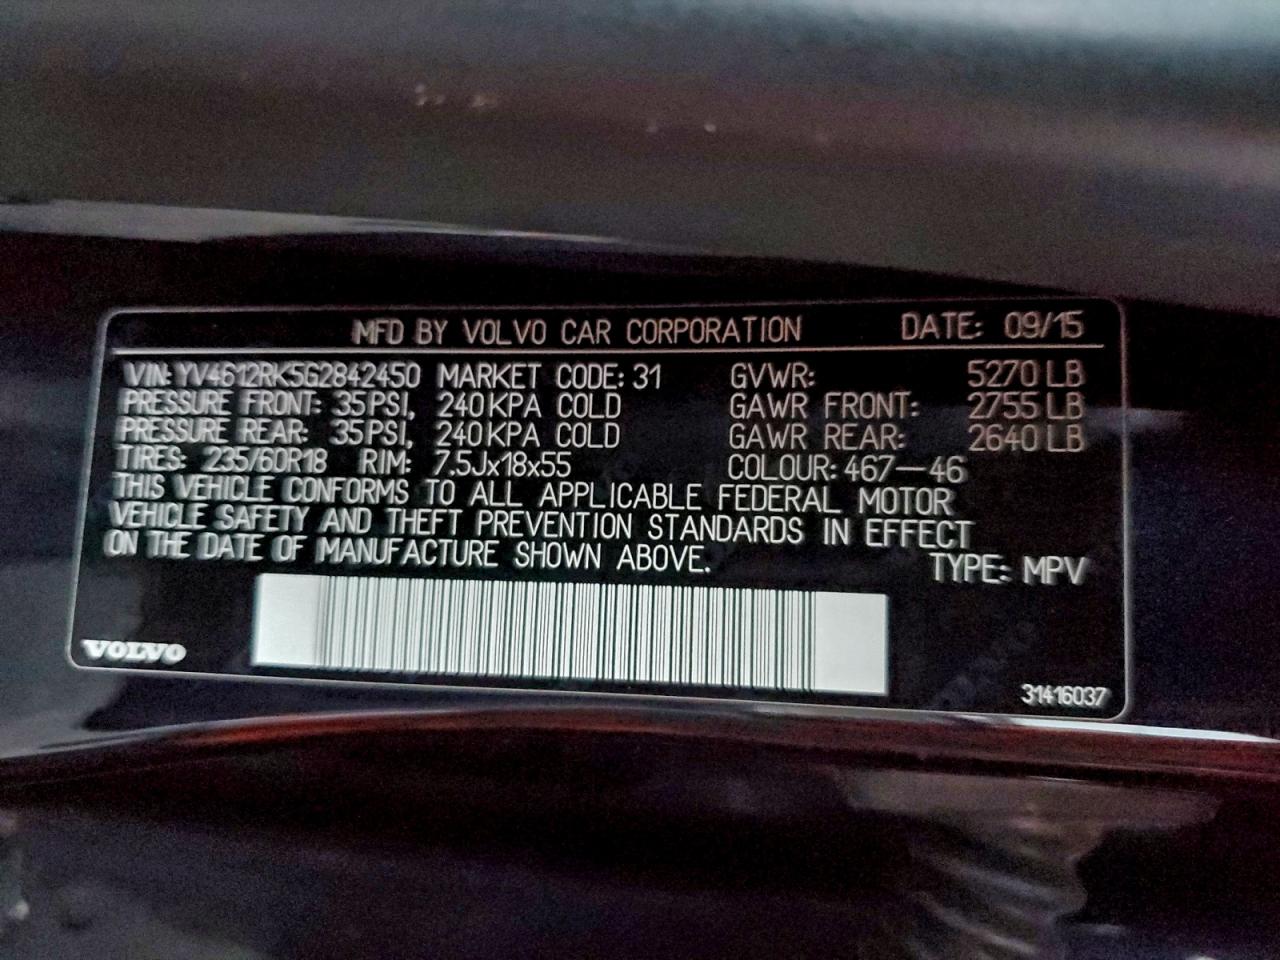 MFD BY VOLVO CAR CORPORATION DATE: 09/15
VIN: YV4612RK5G2842450 MARKET CODE: 31 GVWR: 5270 LB
PRESSURE FRONT: 35 PSI, 240 KPA COLD GAWR FRONT: 2755 LB
PRESSURE REAR: 35 PSI, 240 KPA COLD GAWR REAR: 2640 LB
TIRES: 235/60R18 RIM: 7.5Jx18x55 COLOUR: 467-46
THIS VEHICLE CONFORMS TO ALL APPLICABLE FEDERAL MOTOR
VEHICLE SAFETY AND THEFT PREVENTION STANDARDS IN EFFECT
ON THE DATE OF MANUFACTURE SHOWN ABOVE. TYPE: MPV
VOLVO
31416037